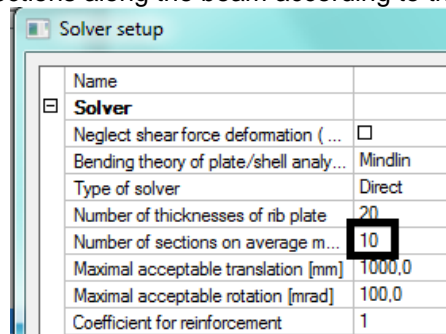 ctions along the beam according to th
Solver setup
Name
Solver
Neglect shear force deformation ( ...
Bending theory of plate/shell analy... Mindlin
Type of solver Direct
Number of thicknesses of rib plate 20
Number of sections on average m... 10
Maximal acceptable translation [mm] 1000,0
Maximal acceptable rotation [mrad] 100,0
Coefficient for reinforcement 1